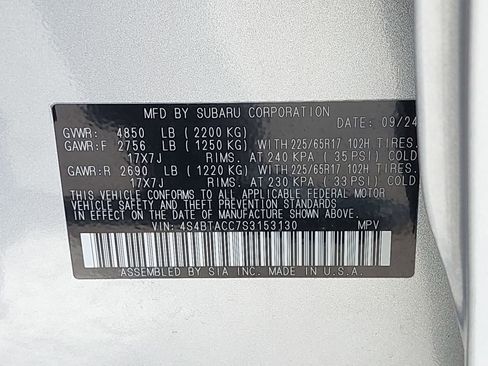 MFD BY SUBARU CORPORATION
DATE: 09/24
GVWR: 4850 LB (2200 KG)
GAWR:F 2756 LB (1250 KG) WITH 225/65R17 102H TIRES,
17X7J RIMS, AT 240 KPA (35 PSI) COLD
GAWR:R 2690 LB (1220 KG) WITH 225/65R17 102H TIRES,
17X7J RIMS, AT 230 KPA (33 PSI) COLD
THIS VEHICLE CONFORMS TO ALL APPLICABLE FEDERAL MOTOR
VEHICLE SAFETY, BUMPER, AND THEFT PREVENTION STANDARDS
IN EFFECT ON THE DATE OF MANUFACTURE SHOWN ABOVE.
VIN: 4S4BTACC7S3153130 MPV
ASSEMBLED BY SIA INC. MADE IN U.S.A.